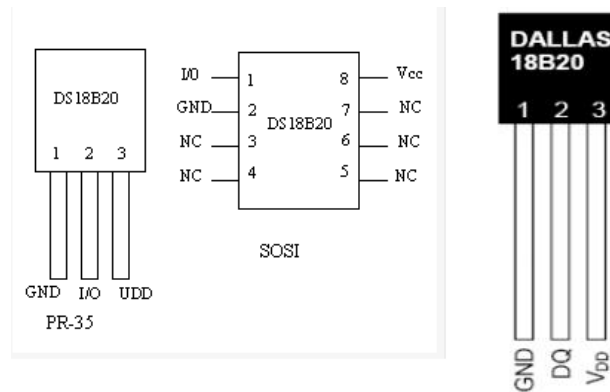 DS18B20
1 2 3
GND I/O UDD
PR-35
I/O 1 8 Vcc
GND 2 7 NC
DS18B20
NC 3 6 NC
NC 4 5 NC
SOSI
DALLAS
18B20
1 2 3
GND DQ VDD